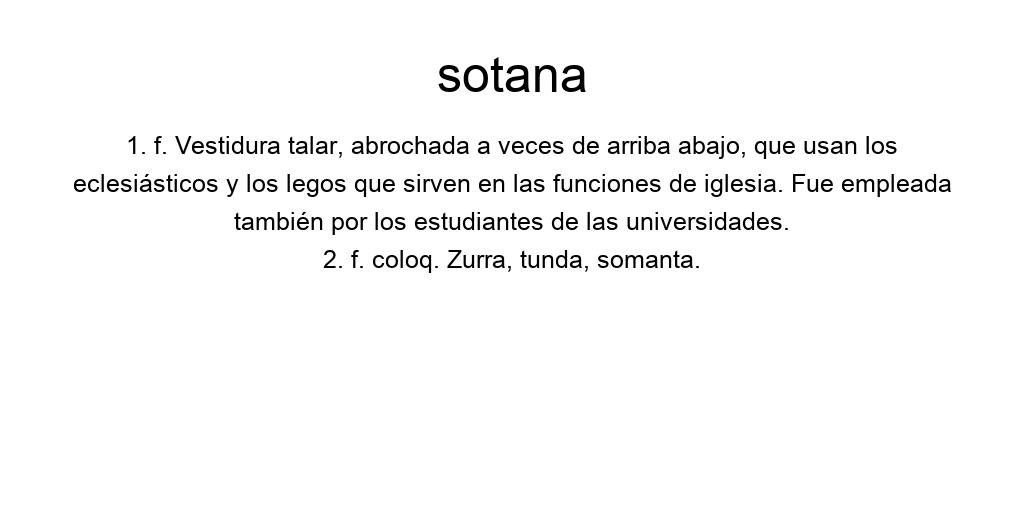 sotana
1. f. Vestidura talar, abrochada a veces de arriba abajo, que usan los
eclesiásticos y los legos que sirven en las funciones de iglesia. Fue empleada
también por los estudiantes de las universidades.
2. f. coloq. Zurra, tunda, somanta.